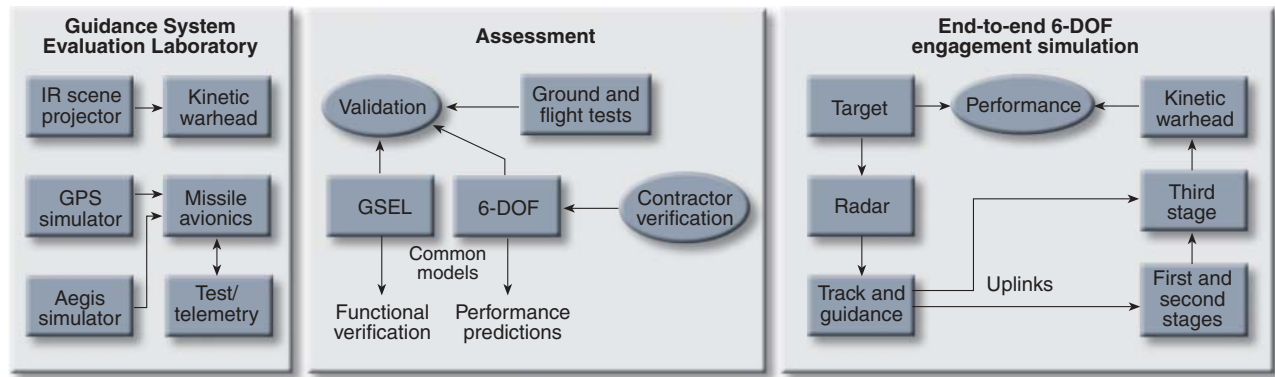 Guidance System
Evaluation Laboratory
IR scene
projector
Kinetic
warhead
GPS
simulator
Missile
avionics
Aegis
simulator
Test/
telemetry
Assessment
Validation
Ground and
flight tests
GSEL
6-DOF
Contractor
verification
Common
models
Functional
verification
Performance
predictions
End-to-end 6-DOF
engagement simulation
Target
Performance
Kinetic
warhead
Radar
Third
stage
Track and
guidance
Uplinks
First and
second
stages